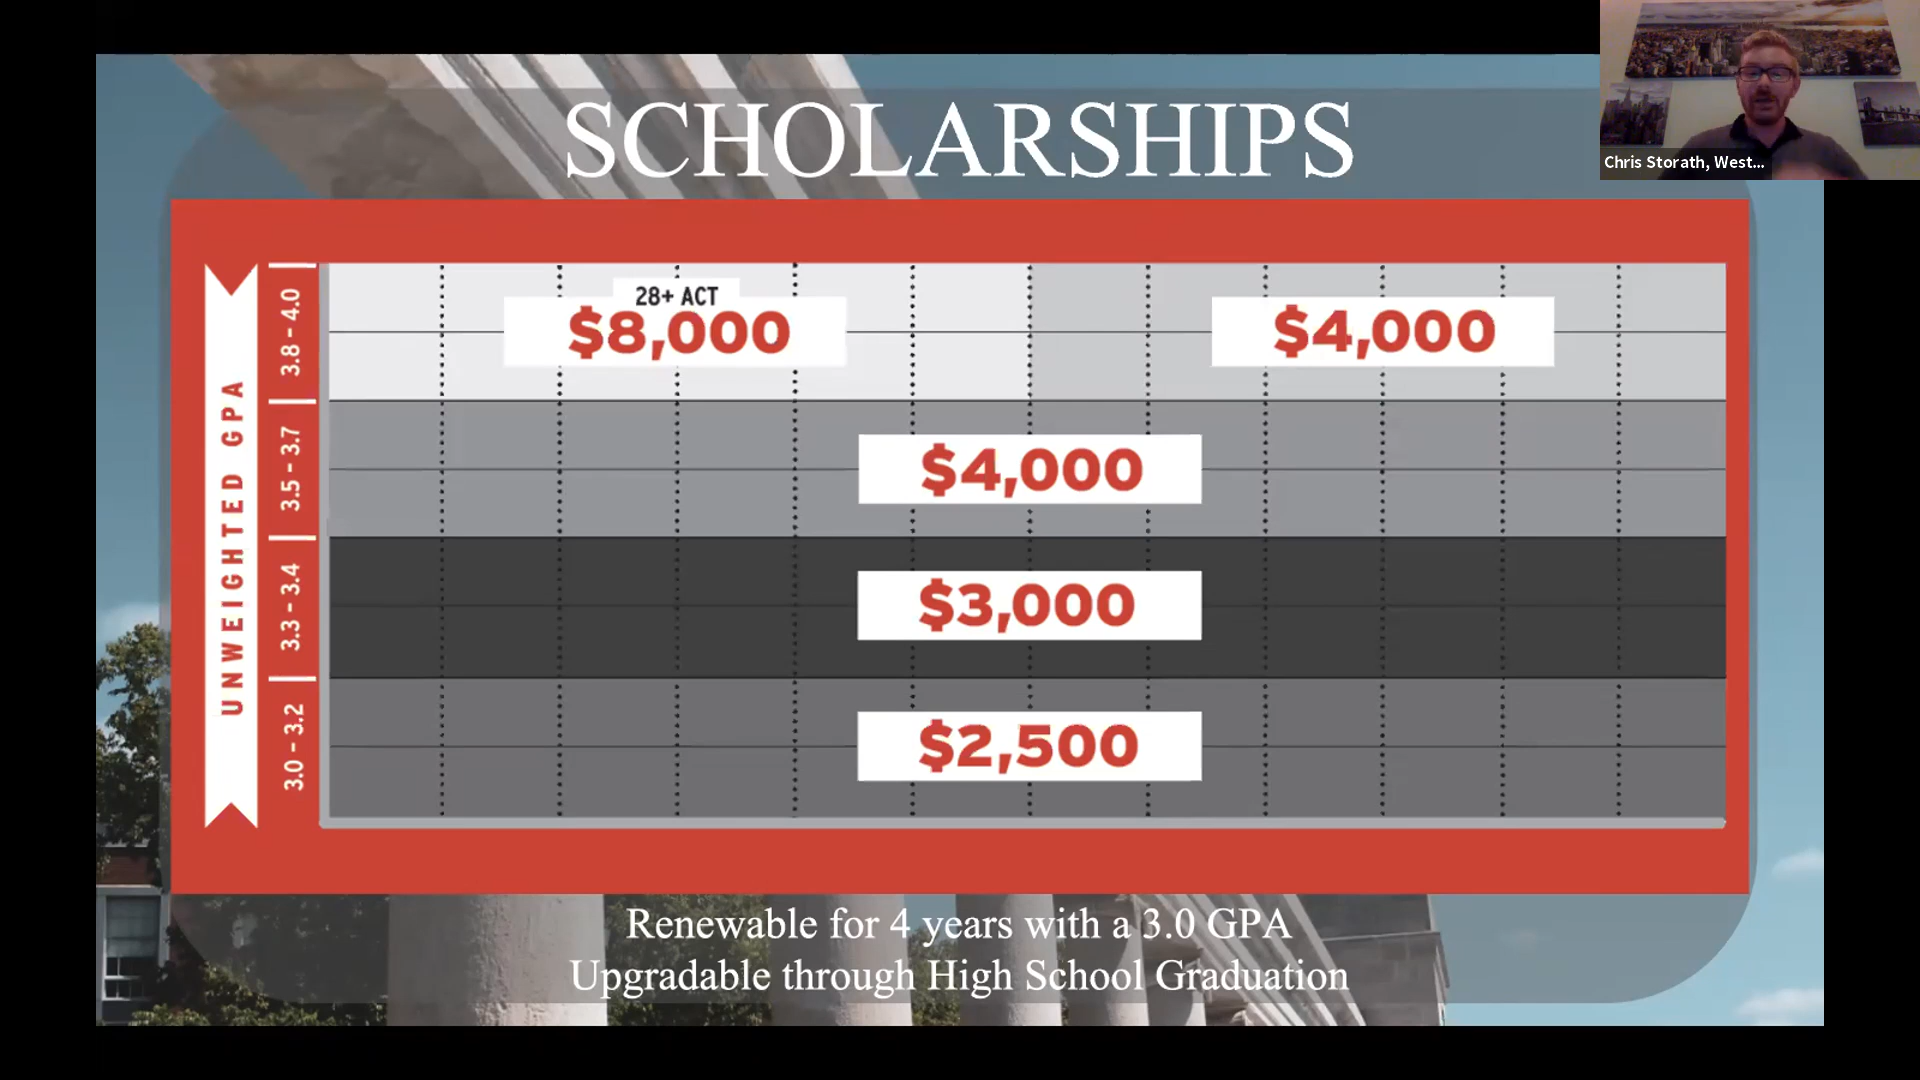 SCHOLARSHIPS
Chris Storath, West...
UNWEIGHTED GPA
3.8 - 4.0
28+ ACT
$8,000
$4,000
3.5 - 3.7
$4,000
3.3 - 3.4
$3,000
3.0 - 3.2
$2,500
Renewable for 4 years with a 3.0 GPA
Upgradable through High School Graduation